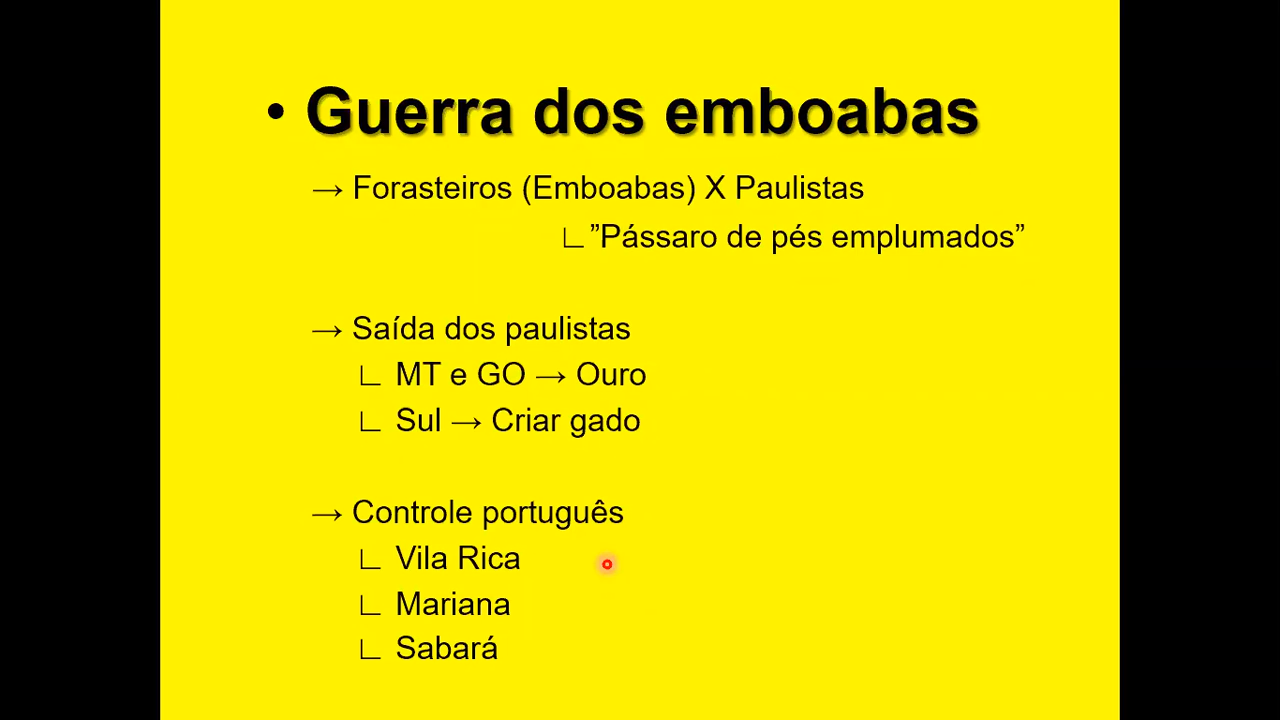 • Guerra dos emboabas
→ Forasteiros (Emboabas) X Paulistas
∟”Pássaro de pés emplumados”
→ Saída dos paulistas
∟ MT e GO → Ouro
∟ Sul → Criar gado
→ Controle português
∟ Vila Rica
∟ Mariana
∟ Sabará